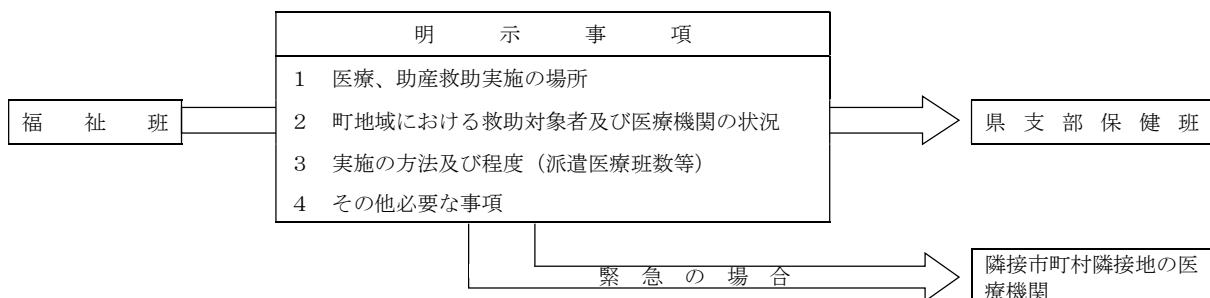 明示事項
1 医療、助産救助実施の場所
福祉班
2 町地域における救助対象者及び医療機関の状況
県支部保健班
3 実施の方法及び程度（派遣医療班数等）
4 その他必要な事項
緊急の場合
隣接市町村隣接地の医
療機関